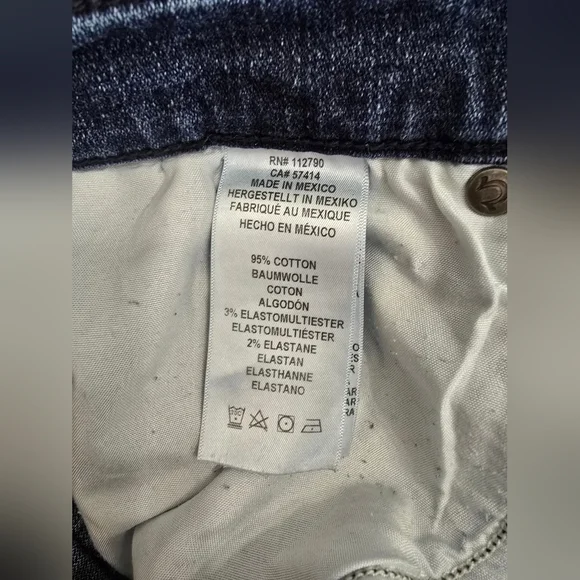 RN# 112790
CA# 57414
MADE IN MEXICO
HERGESTELLT IN MEXIKO
FABRIQUÉ AU MEXIQUE
HECHO EN MÉXICO
95% COTTON
BAUMWOLLE
COTON
ALGODÓN
3% ELASTOMULTIESTER
ELASTOMULTIÉSTER
2% ELASTANE
ELASTAN
ELASTHANNE
ELASTANO